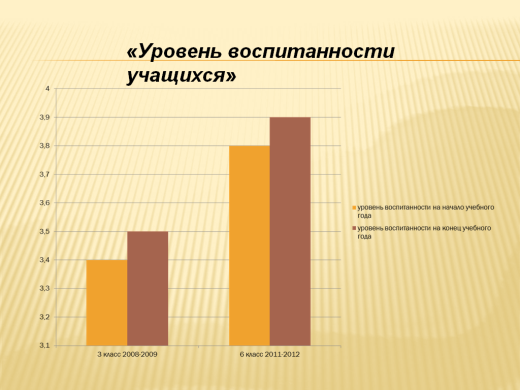 «Уровень воспитанности
учащихся»
4
3,9
3,8
3,7
3,6
3,5
3,4
3,3
3,2
3,1
3 класс 2008-2009
6 класс 2011-2012
уровень воспитанности на начало учебного
года
уровень воспитанности на конец учебного
года